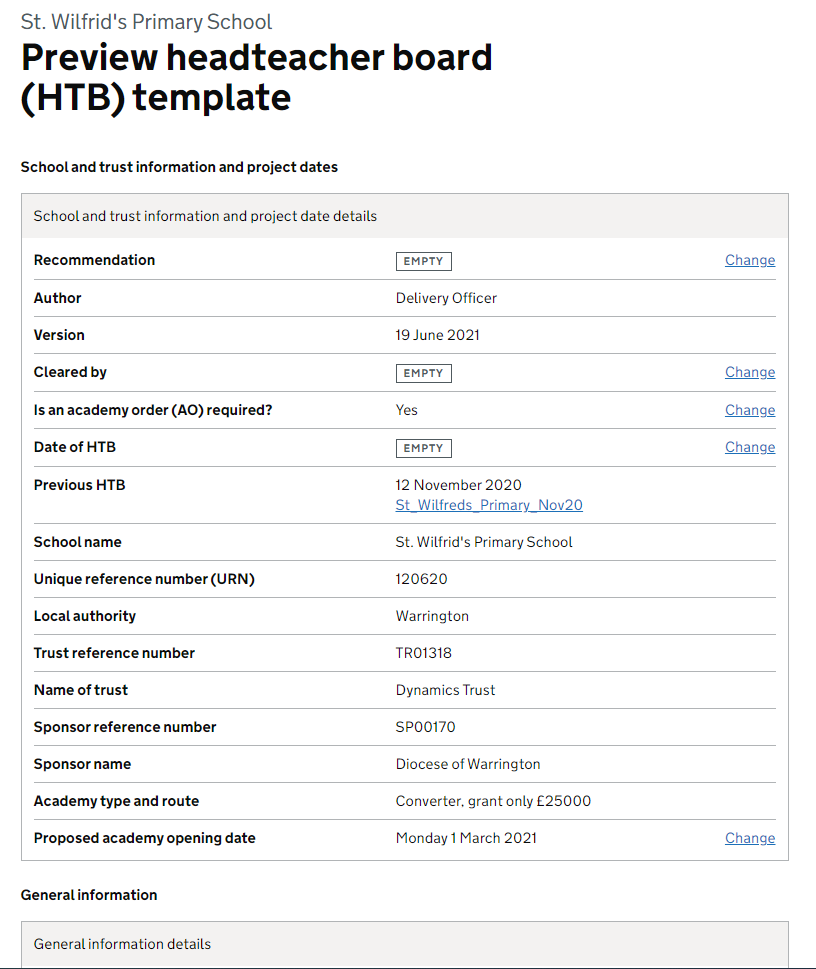 St. Wilfrid's Primary School
Preview headteacher board
(HTB) template
School and trust information and project dates
School and trust information and project date details
Recommendation EMPTY Change
Author Delivery Officer
Version 19 June 2021
Cleared by EMPTY Change
Is an academy order (AO) required? Yes Change
Date of HTB EMPTY Change
Previous HTB 12 November 2020
St_Wilfreds_Primary_Nov20
School name St. Wilfrid's Primary School
Unique reference number (URN) 120620
Local authority Warrington
Trust reference number TR01318
Name of trust Dynamics Trust
Sponsor reference number SP00170
Sponsor name Diocese of Warrington
Academy type and route Converter, grant only £25000
Proposed academy opening date Monday 1 March 2021 Change
General information
General information details